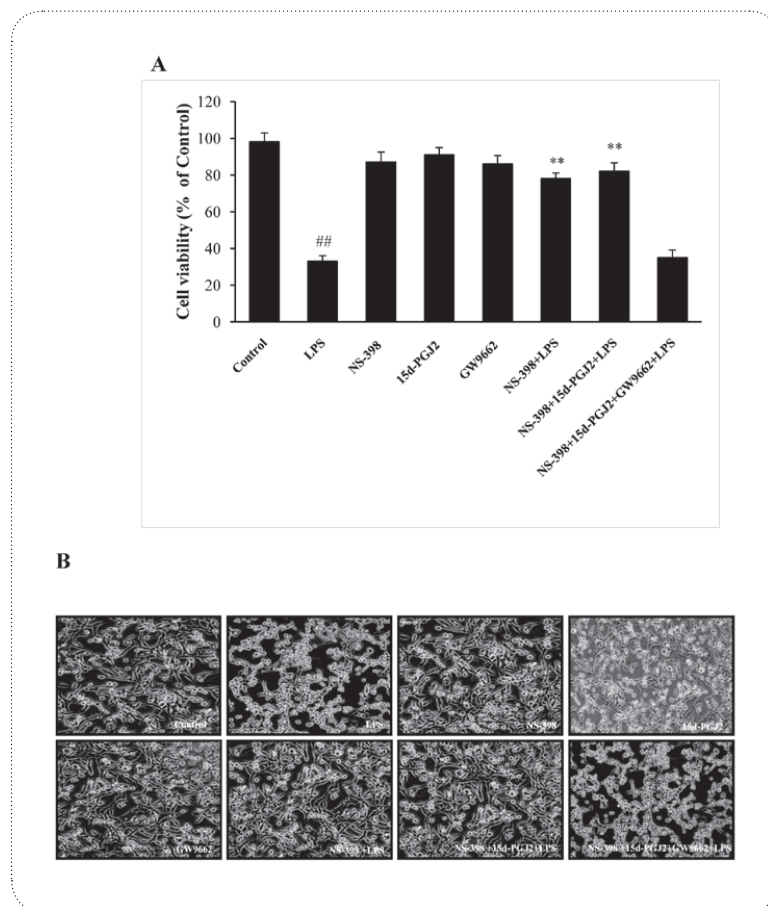 A
Cell viability (% of Control)
120
100
80
60
40
20
0
##
**
**
Control
LPS
NS-398
15d-PGJ2
GW9662
NS-398+LPS
NS-398+15d-PGJ2+LPS
NS-398+15d-PGJ2+GW9662+LPS
B
Control
LPS
NS-398
15d-PGJ2
GW9662
NS-398 +LPS
NS-398 +15d-PGJ2+LPS
NS-398 +15d-PGJ2+GW9662+LPS